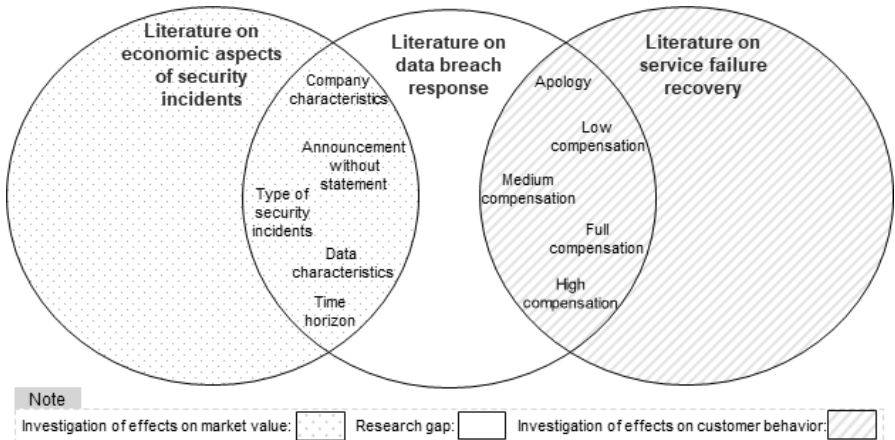 Literature on
economic aspects
of security
incidents
Literature on
data breach
response
Literature on
service failure
recovery
Company
characteristics
Announcement
without
statement
Type of
security
incidents
Data
characteristics
Time
horizon
Apology
Low
compensation
Medium
compensation
Full
compensation
High
compensation
Note
Investigation of effects on market value:
Research gap:
Investigation of effects on customer behavior: